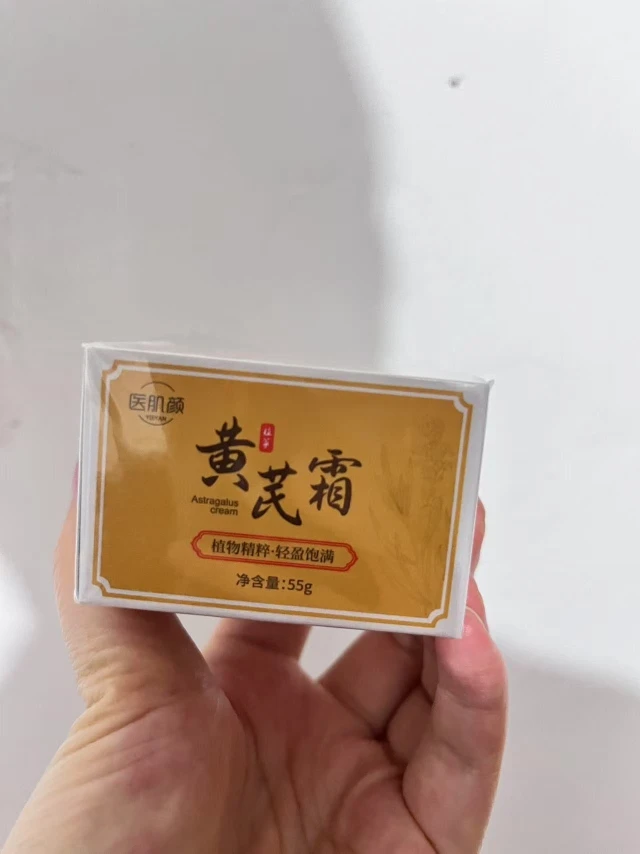 医肌颜
黄芪霜
Astragalus
cream
植物精粹·轻盈饱满
净含量：55g